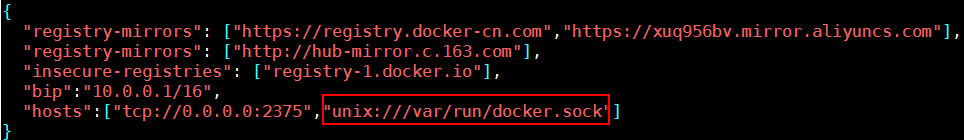 {
"registry-mirrors": ["https://registry.docker-cn.com","https://xuq956bv.mirror.aliyuncs.com"],
"registry-mirrors": ["http://hub-mirror.c.163.com"],
"insecure-registries": ["registry-1.docker.io"],
"bip":"10.0.0.1/16",
"hosts":["tcp://0.0.0.0:2375","unix:///var/run/docker.sock"]
}